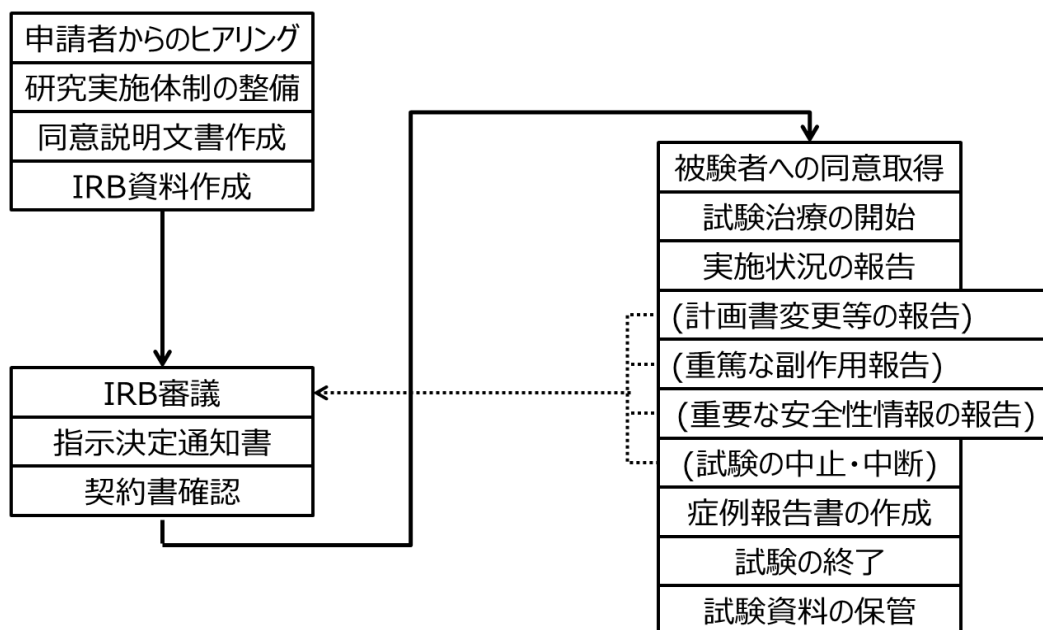 申請者からのヒアリング
研究実施体制の整備
同意説明文書作成
IRB資料作成
IRB審議
指示決定通知書
契約書確認
被験者への同意取得
試験治療の開始
実施状況の報告
(計画書変更等の報告)
(重篤な副作用報告)
(重要な安全性情報の報告)
(試験の中止・中断)
症例報告書の作成
試験の終了
試験資料の保管